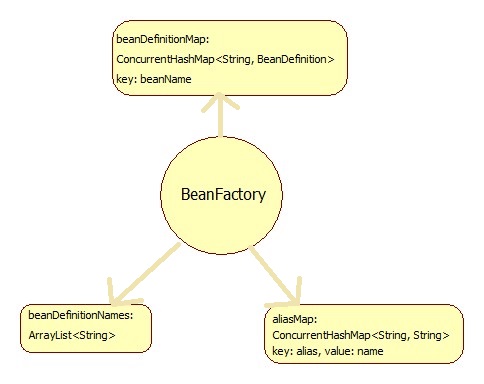 beanDefinitionMap:
ConcurrentHashMap<String, BeanDefinition>
key: beanName
BeanFactory
beanDefinitionNames:
ArrayList<String>
aliasMap:
ConcurrentHashMap<String, String>
key: alias, value: name